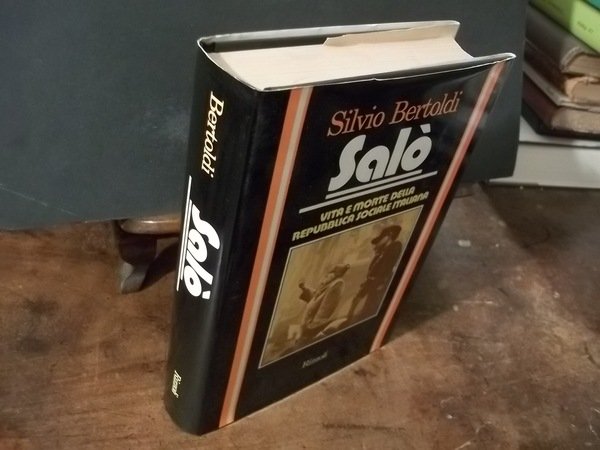 Silvio Bertoldi
Salò
VITA E MORTE DELLA
REPUBBLICA SOCIALE ITALIANA
Rizzoli
Bertoldi
Salò
Rizzoli